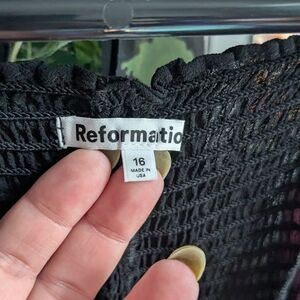 Reformatio
16
MADE IN
USA